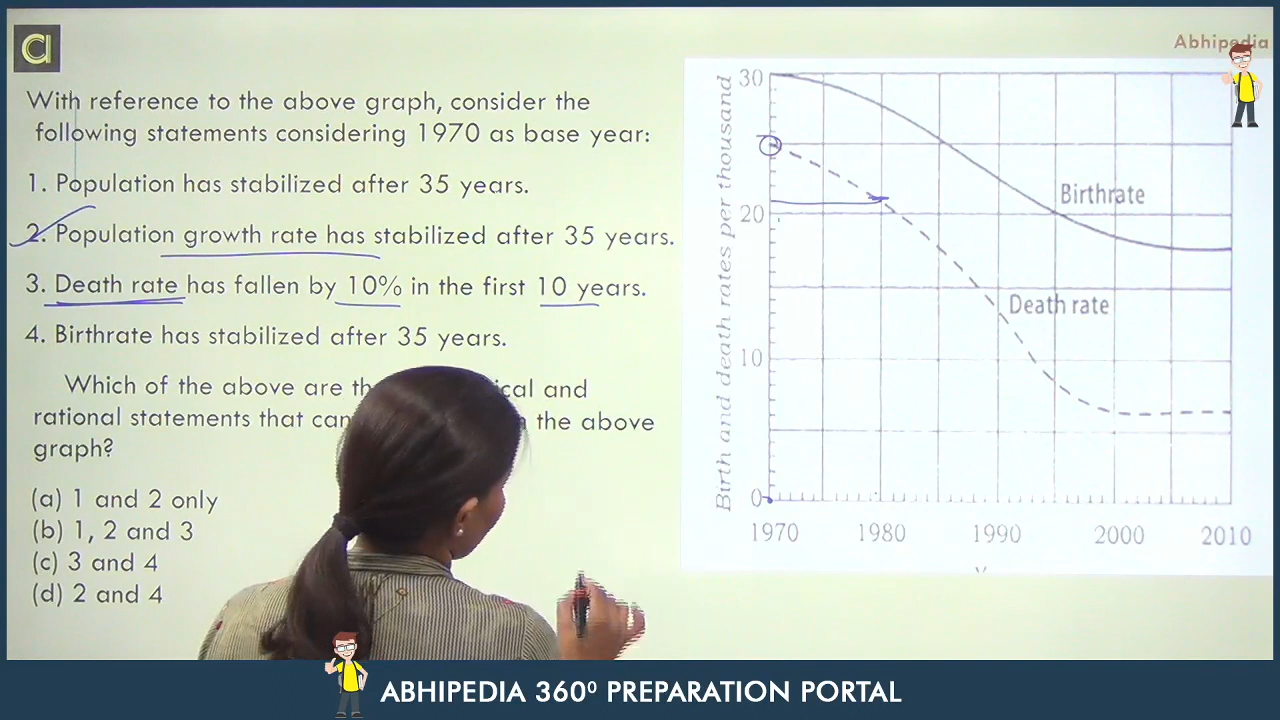 Abhipedia
With reference to the above graph, consider the
following statements considering 1970 as base year:
1. Population has stabilized after 35 years.
2. Population growth rate has stabilized after 35 years.
3. Death rate has fallen by 10% in the first 10 years.
4. Birthrate has stabilized after 35 years.
Which of the above are the and
rational statements that can the above
graph?
(a) 1 and 2 only
(b) 1, 2 and 3
(c) 3 and 4
(d) 2 and 4
Birth and death rates per thousand
30
20
10
0
Birthrate
Death rate
1970 1980 1990 2000 2010
ABHIPEDIA 360⁰ PREPARATION PORTAL